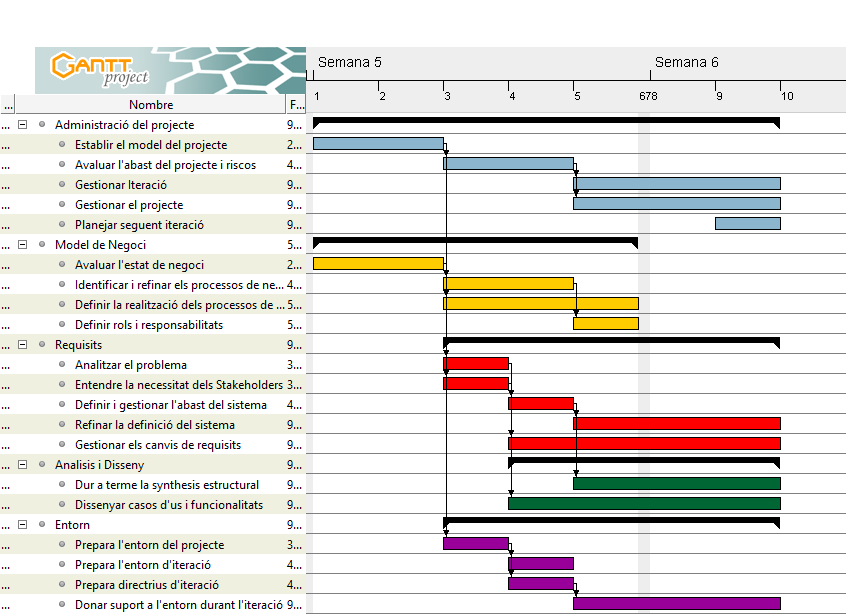 GANTT
project
Semana 5
Semana 6
1 2 3 4 5 678 9 10
... Nombre F...
... Administració del projecte 9...
... Establir el model del projecte 2...
... Avaluar l'abast del projecte i riscos 4...
... Gestionar Iteració 9...
... Gestionar el projecte 9...
... Planejar seguent iteració 9...
... Model de Negoci 5...
... Avaluar l'estat de negoci 2...
... Identificar i refinar els processos de ne... 4...
... Definir la realització dels processos de ... 5...
... Definir rols i responsabilitats 5...
... Requisits 9...
... Analitzar el problema 3...
... Entendre la necessitat dels Stakeholders 3...
... Definir i gestionar l'abast del sistema 4...
... Refinar la definició del sistema 9...
... Gestionar els canvis de requisits 9...
... Analisis i Disseny 9...
... Dur a terme la synthesis estructural 9...
... Dissenyar casos d'us i funcionalitats 9...
... Entorn 9...
... Prepara l'entorn del projecte 3...
... Prepara l'entorn d'iteració 4...
... Prepara directrius d'iteració 4...
... Donar suport a l'entorn durant l'iteració 9...